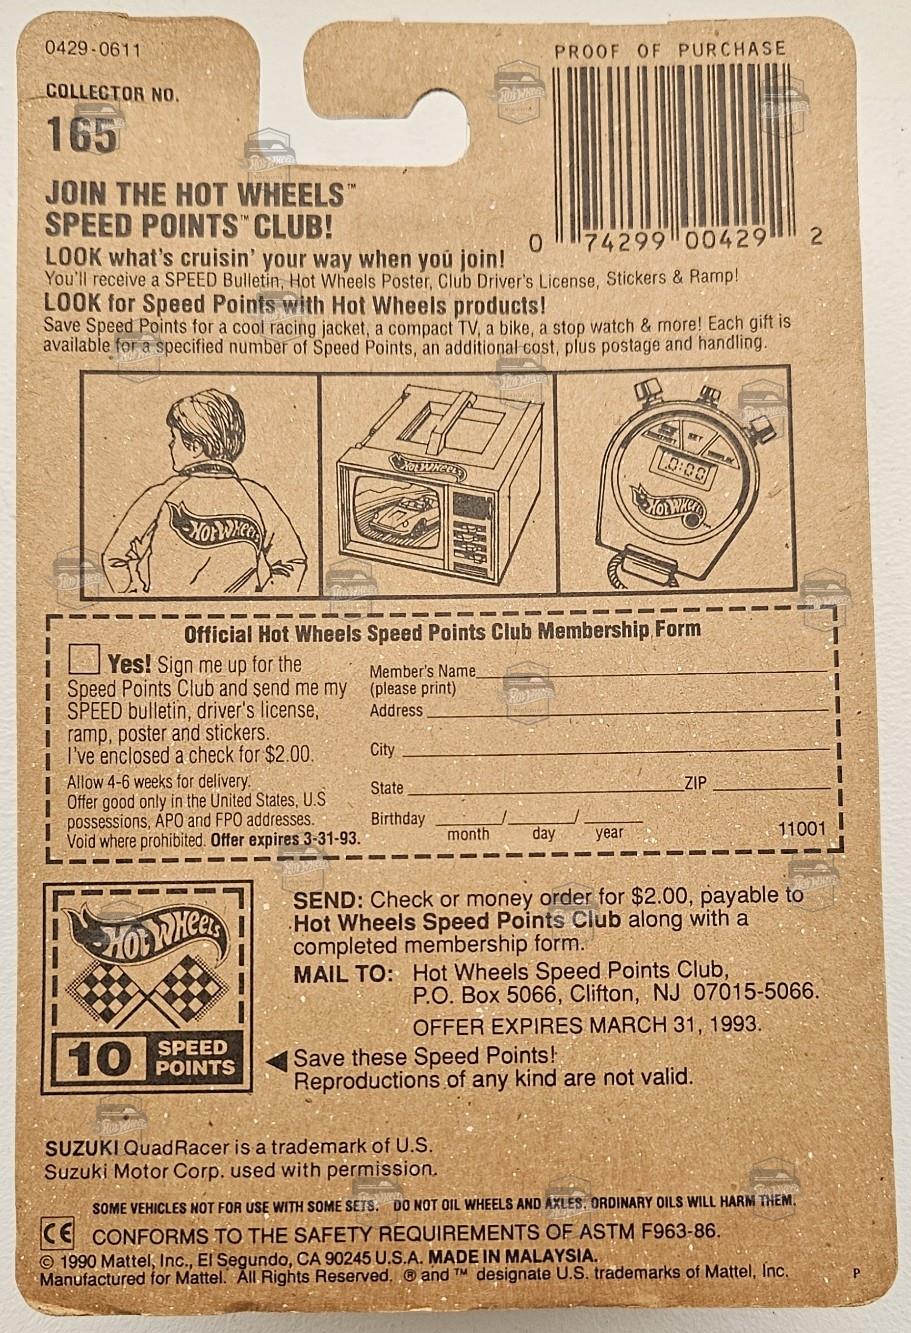 0429-0611
PROOF OF PURCHASE
COLLECTOR NO.
165
0 74299 00429 2
JOIN THE HOT WHEELS™
SPEED POINTS™ CLUB!
LOOK what's cruisin' your way when you join!
You'll receive a SPEED Bulletin, Hot Wheels Poster, Club Driver's License, Stickers & Ramp!
LOOK for Speed Points with Hot Wheels products!
Save Speed Points for a cool racing jacket, a compact TV, a bike, a stop watch & more! Each gift is
available for a specified number of Speed Points, an additional cost, plus postage and handling.
HOT WHEELS
HOT WHEELS
SET
0:00
HOT WHEELS
Official Hot Wheels Speed Points Club Membership Form
Yes! Sign me up for the
Speed Points Club and send me my
SPEED bulletin, driver's license,
ramp, poster and stickers.
I've enclosed a check for $2.00.
Allow 4-6 weeks for delivery.
Offer good only in the United States, U.S
possessions, APO and FPO addresses.
Void where prohibited. Offer expires 3-31-93.
Member's Name
(please print)
Address
City
State ZIP
Birthday / /
month day year
11001
HOT WHEELS
10 SPEED
POINTS
SEND: Check or money order for $2.00, payable to
Hot Wheels Speed Points Club along with a
completed membership form.
MAIL TO: Hot Wheels Speed Points Club,
P.O. Box 5066, Clifton, NJ 07015-5066.
OFFER EXPIRES MARCH 31, 1993.
Save these Speed Points!
Reproductions of any kind are not valid.
SUZUKI QuadRacer is a trademark of U.S.
Suzuki Motor Corp. used with permission.
SOME VEHICLES NOT FOR USE WITH SOME SETS. DO NOT OIL WHEELS AND AXLES. ORDINARY OILS WILL HARM THEM.
CE CONFORMS TO THE SAFETY REQUIREMENTS OF ASTM F963-86.
© 1990 Mattel, Inc., El Segundo, CA 90245 U.S.A. MADE IN MALAYSIA.
Manufactured for Mattel. All Rights Reserved. ® and ™ designate U.S. trademarks of Mattel, Inc. P